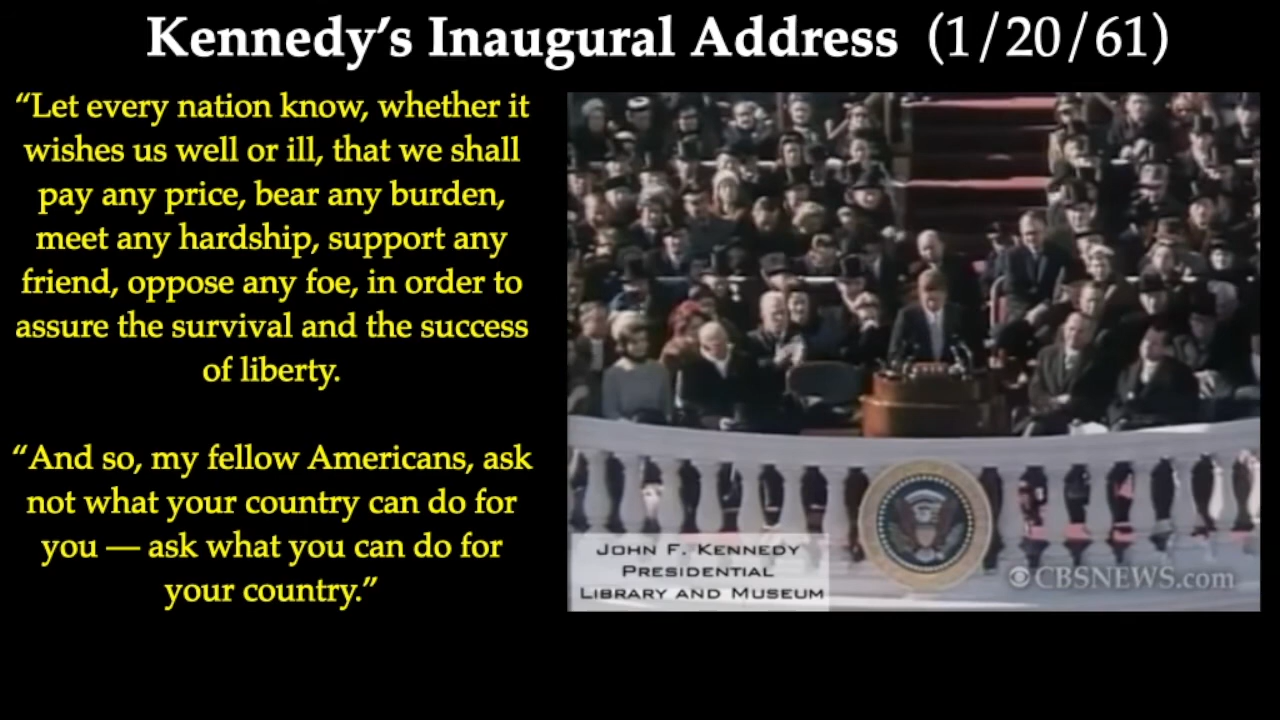 Kennedy’s Inaugural Address (1/20/61)
“Let every nation know, whether it
wishes us well or ill, that we shall
pay any price, bear any burden,
meet any hardship, support any
friend, oppose any foe, in order to
assure the survival and the success
of liberty.
“And so, my fellow Americans, ask
not what your country can do for
you — ask what you can do for
your country.”
John F. Kennedy
Presidential
Library and Museum
CBSNEWS.com